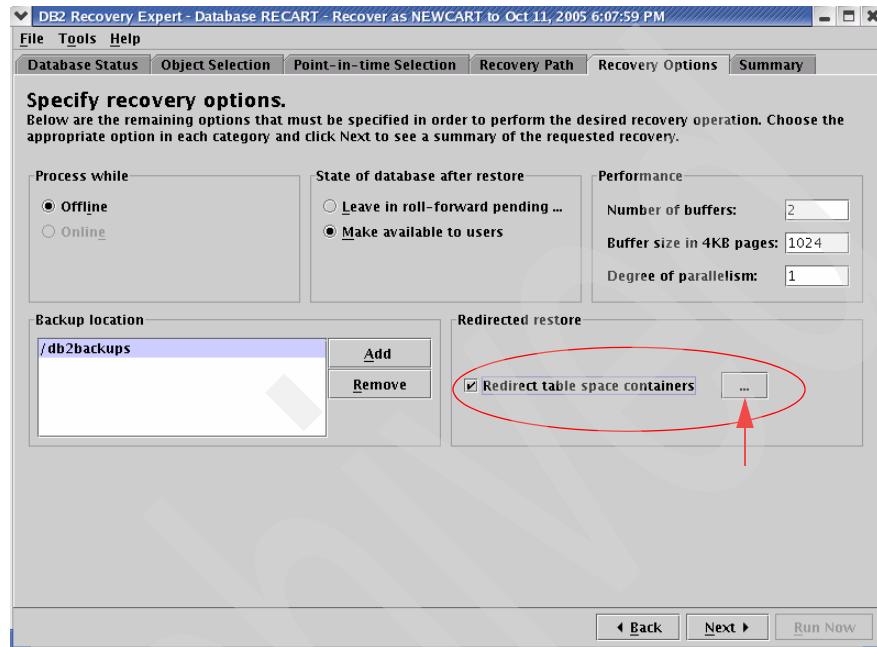 DB2 Recovery Expert - Database RECART - Recover as NEWCART to Oct 11, 2005 6:07:59 PM
File Tools Help
Database Status Object Selection Point-in-time Selection Recovery Path Recovery Options Summary
Specify recovery options.
Below are the remaining options that must be specified in order to perform the desired recovery operation. Choose the
appropriate option in each category and click Next to see a summary of the requested recovery.
Process while
Offline
Online
State of database after restore
Leave in roll-forward pending ...
Make available to users
Performance
Number of buffers: 2
Buffer size in 4KB pages: 1024
Degree of parallelism: 1
Backup location
/db2backups
Add
Remove
Redirected restore
Redirect table space containers ...
Back Next Run Now